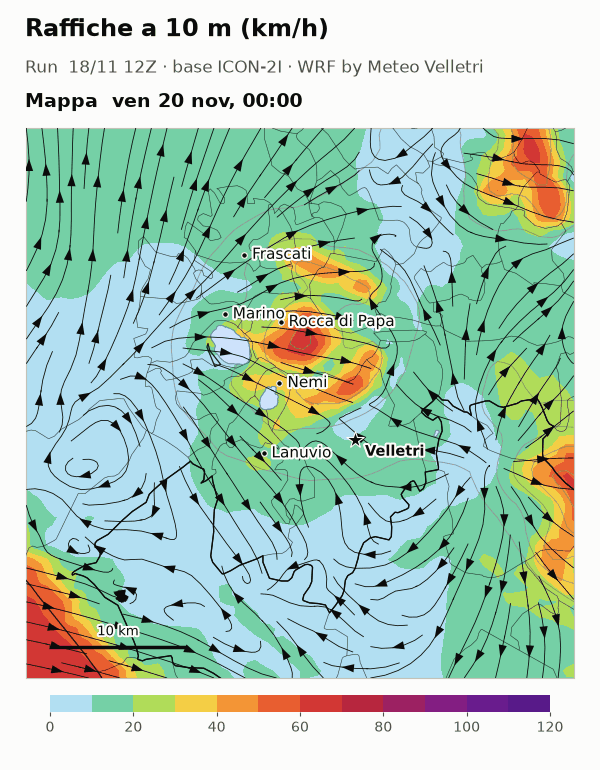 Raffiche a 10 m (km/h)
Run  18/11 12Z · base ICON-2I · WRF by Meteo Velletri
Mappa  ven 20 nov, 00:00
Frascati
Marino
Rocca di Papa
Nemi
Velletri
Lanuvio
10 km
0 20 40 60 80 100 120